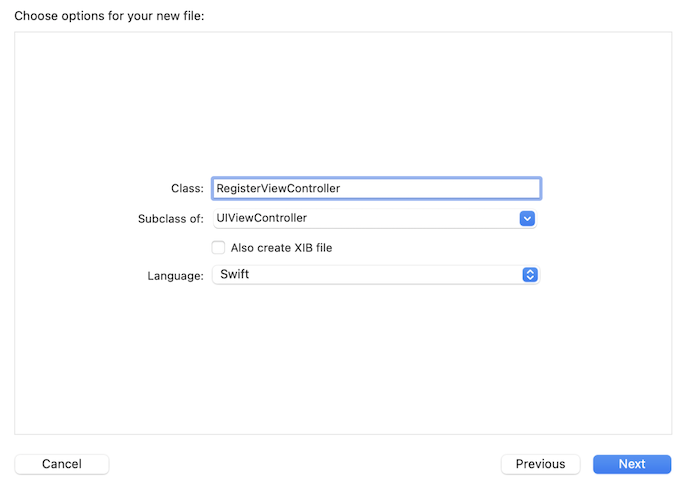 Choose options for your new file:
Class: RegisterViewController
Subclass of: UIViewController
Also create XIB file
Language: Swift
Cancel Previous Next